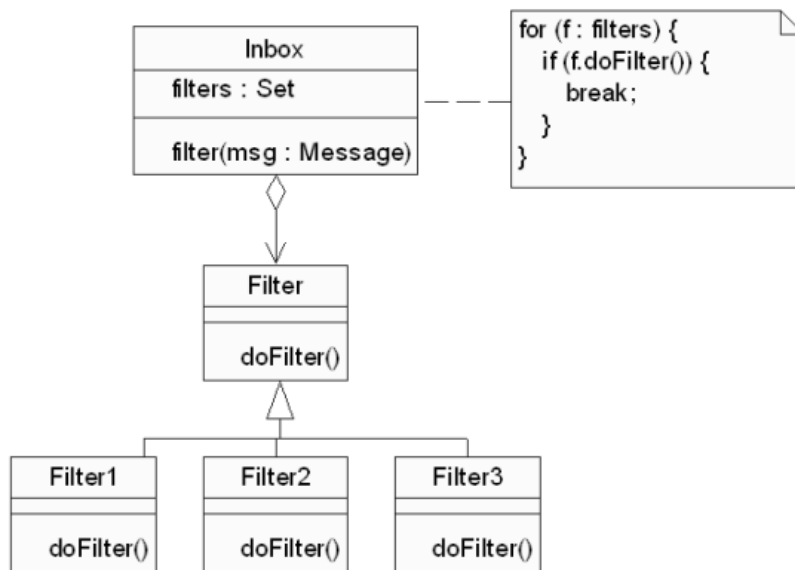 Inbox
filters : Set
filter(msg : Message)
for (f : filters) {
if (f.doFilter()) {
break;
}
}
Filter
doFilter()
Filter1
doFilter()
Filter2
doFilter()
Filter3
doFilter()